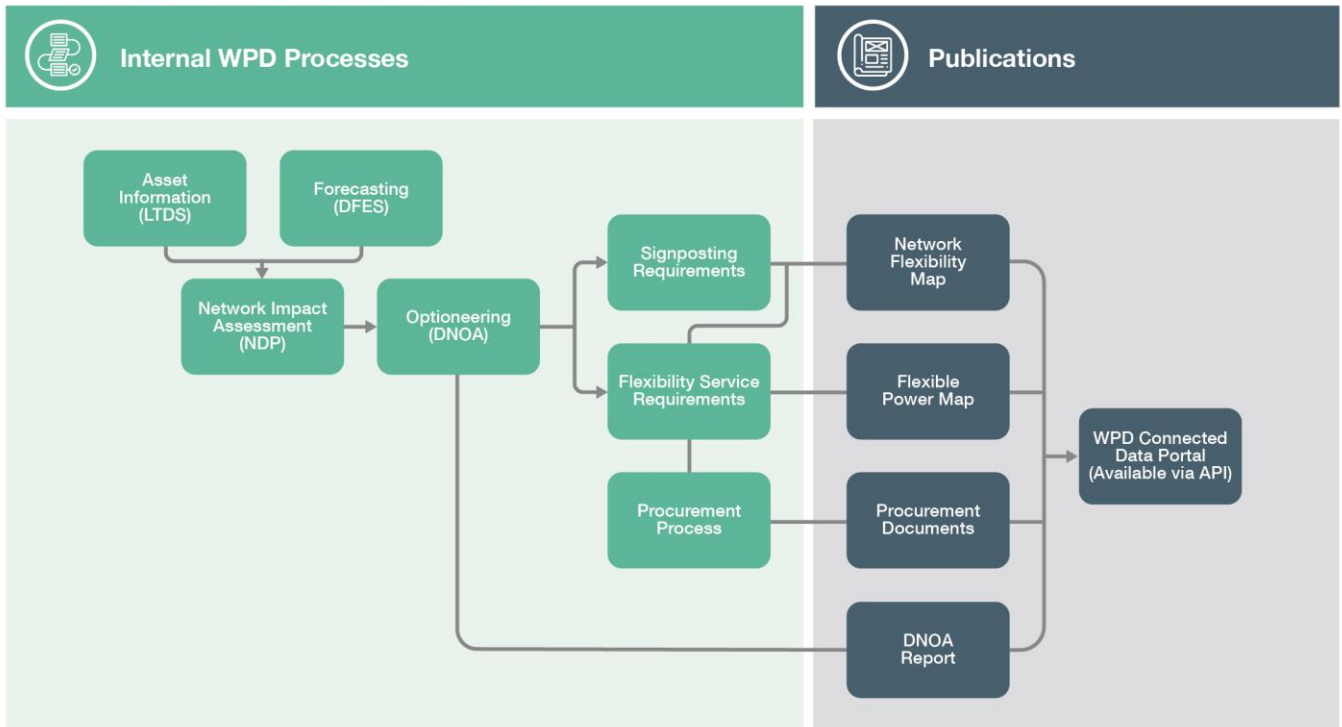 Internal WPD Processes
Publications
Asset
Information
(LTDS)
Forecasting
(DFES)
Network Impact
Assessment
(NDP)
Optioneering
(DNOA)
Signposting
Requirements
Flexibility Service
Requirements
Procurement
Process
Network
Flexibility
Map
Flexible
Power Map
Procurement
Documents
DNOA
Report
WPD Connected
Data Portal
(Available via API)